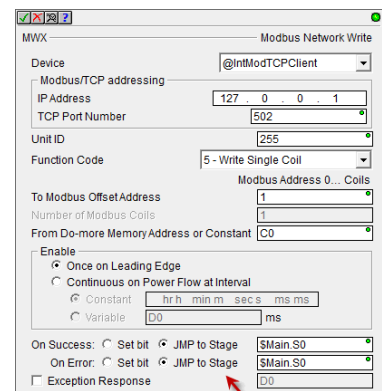 MWX Modbus Network Write
Device @IntModTCPClient
Modbus/TCP addressing
IP Address 127 . 0 . 0 . 1
TCP Port Number 502
Unit ID 255
Function Code 5 - Write Single Coil
Modbus Address 0... Coils
To Modbus Offset Address 1
Number of Modbus Coils 1
From Do-more Memory Address or Constant C0
Enable
Once on Leading Edge
Continuous on Power Flow at Interval
Constant hr h min m sec s ms ms
Variable D0 ms
On Success: Set bit JMP to Stage $Main.S0
On Error: Set bit JMP to Stage $Main.S0
Exception Response D0